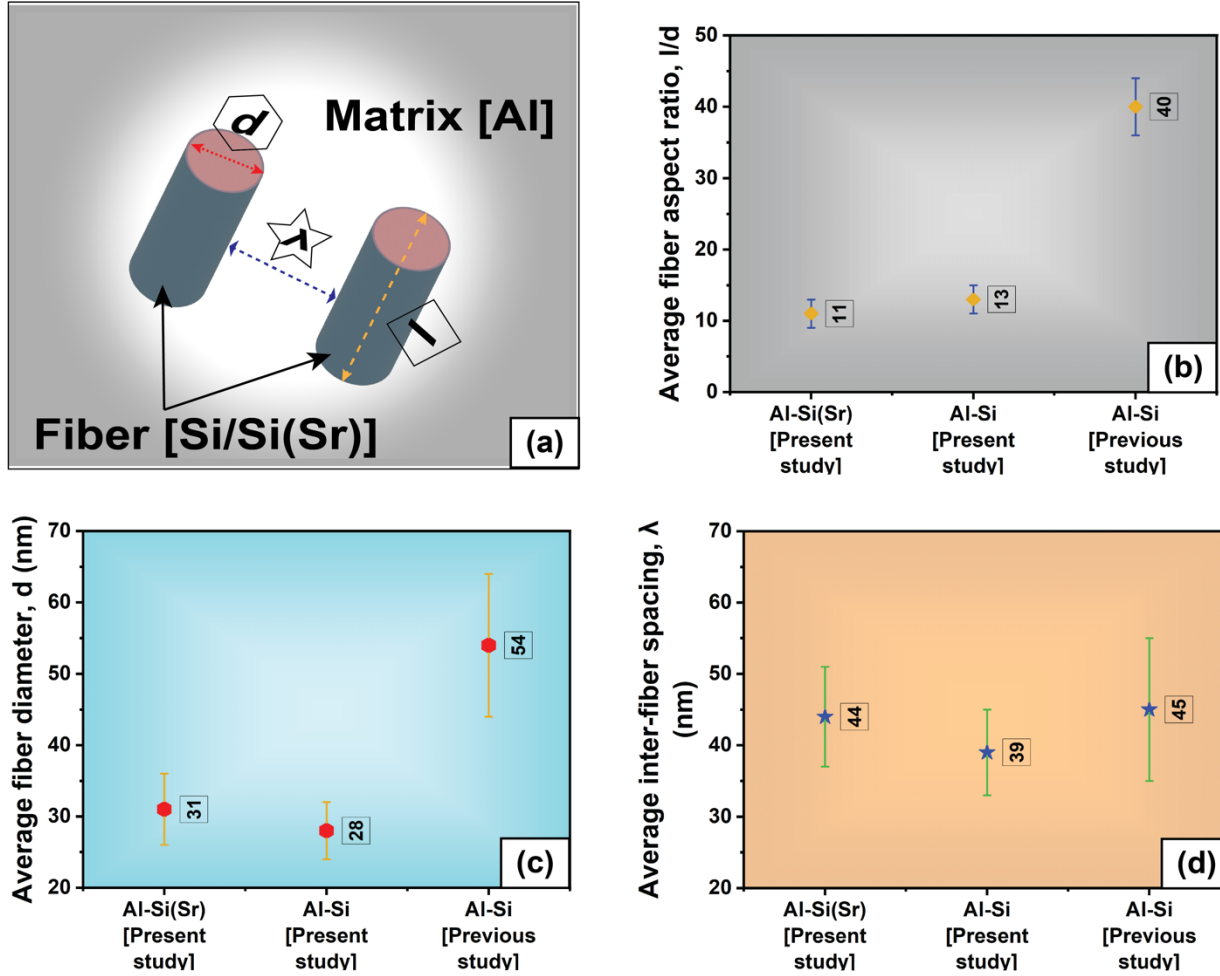 d
Matrix [Al]
λ
l
Fiber [Si/Si(Sr)]
(a)
Average fiber aspect ratio, l/d
50
40
30
20
10
0
11
13
40
(b)
Al-Si(Sr)
[Present
study]
Al-Si
[Present
study]
Al-Si
[Previous
study]
Average fiber diameter, d (nm)
70
60
50
40
30
20
31
28
54
(c)
Al-Si(Sr)
[Present
study]
Al-Si
[Present
study]
Al-Si
[Previous
study]
Average inter-fiber spacing, λ
(nm)
70
60
50
40
30
20
44
39
45
(d)
Al-Si(Sr)
[Present
study]
Al-Si
[Present
study]
Al-Si
[Previous
study]